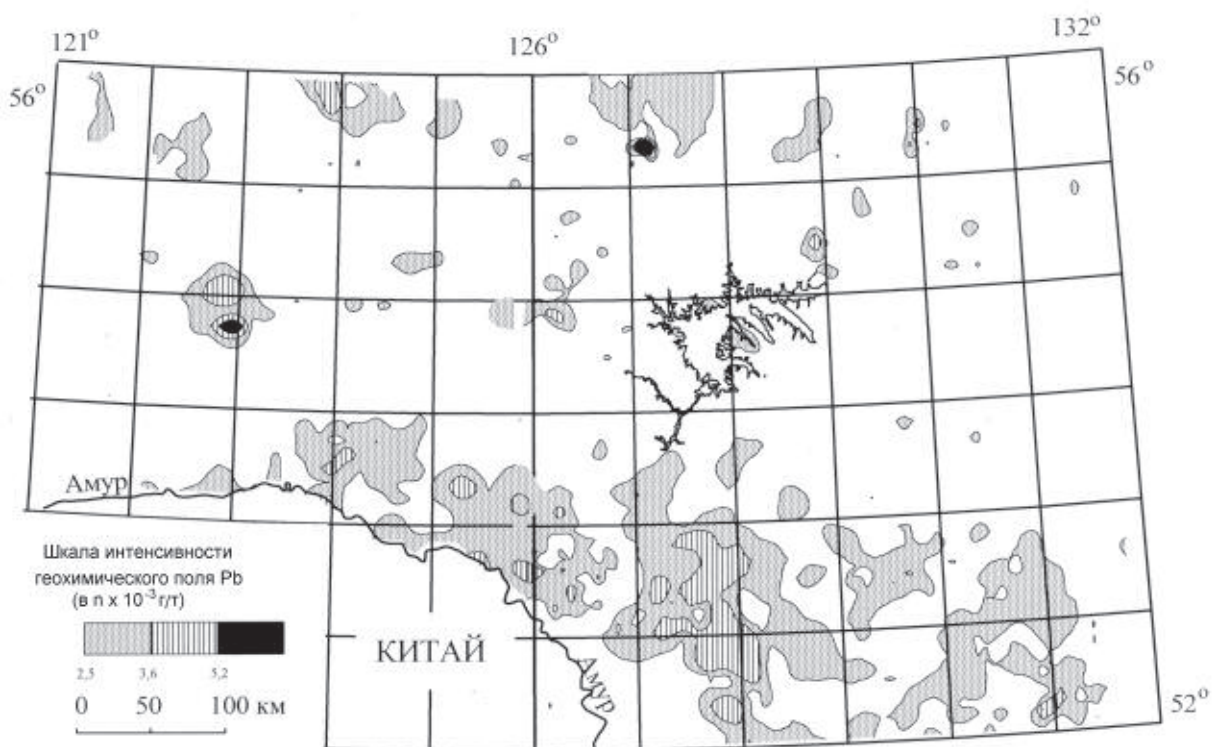 121°
126°
132°
56°
56°
Амур
Шкала интенсивности
геохимического поля Pb
(в n x 10⁻³ г/т)
2,5 3,6 5,2
0 50 100 км
КИТАЙ
Амур
52°